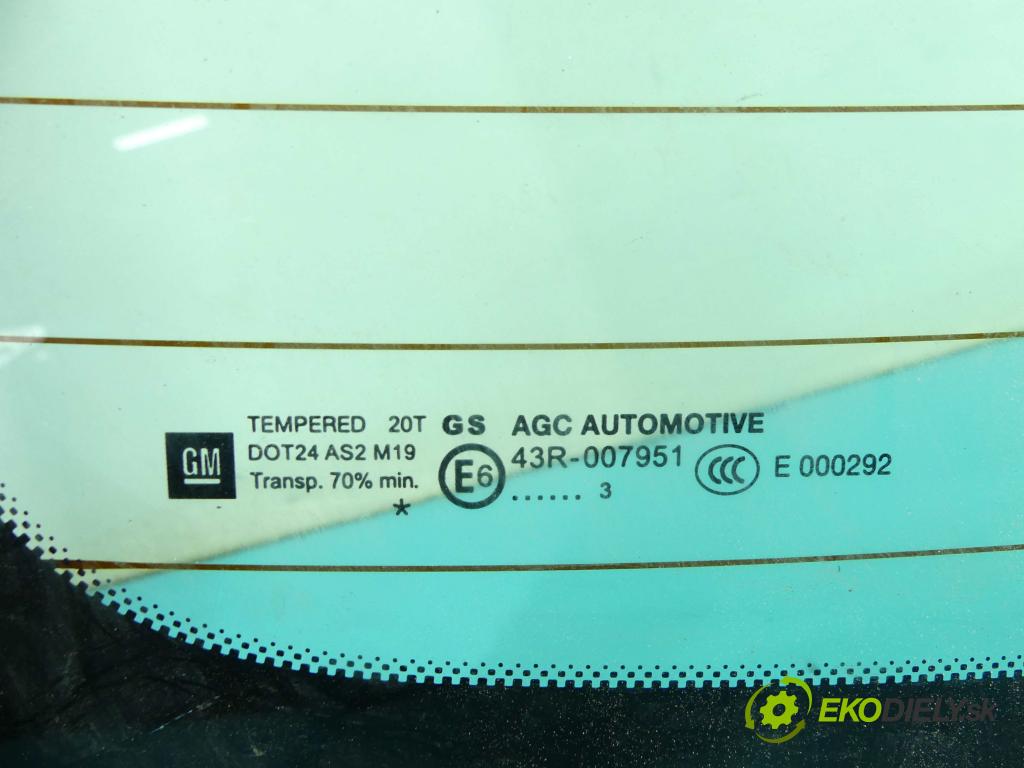 TEMPERED 20T GS AGC AUTOMOTIVE
GM DOT24 AS2 M19 E6 43R-007951 CCC E 000292
Transp. 70% min. ...... 3
*
EKODIELY.sk